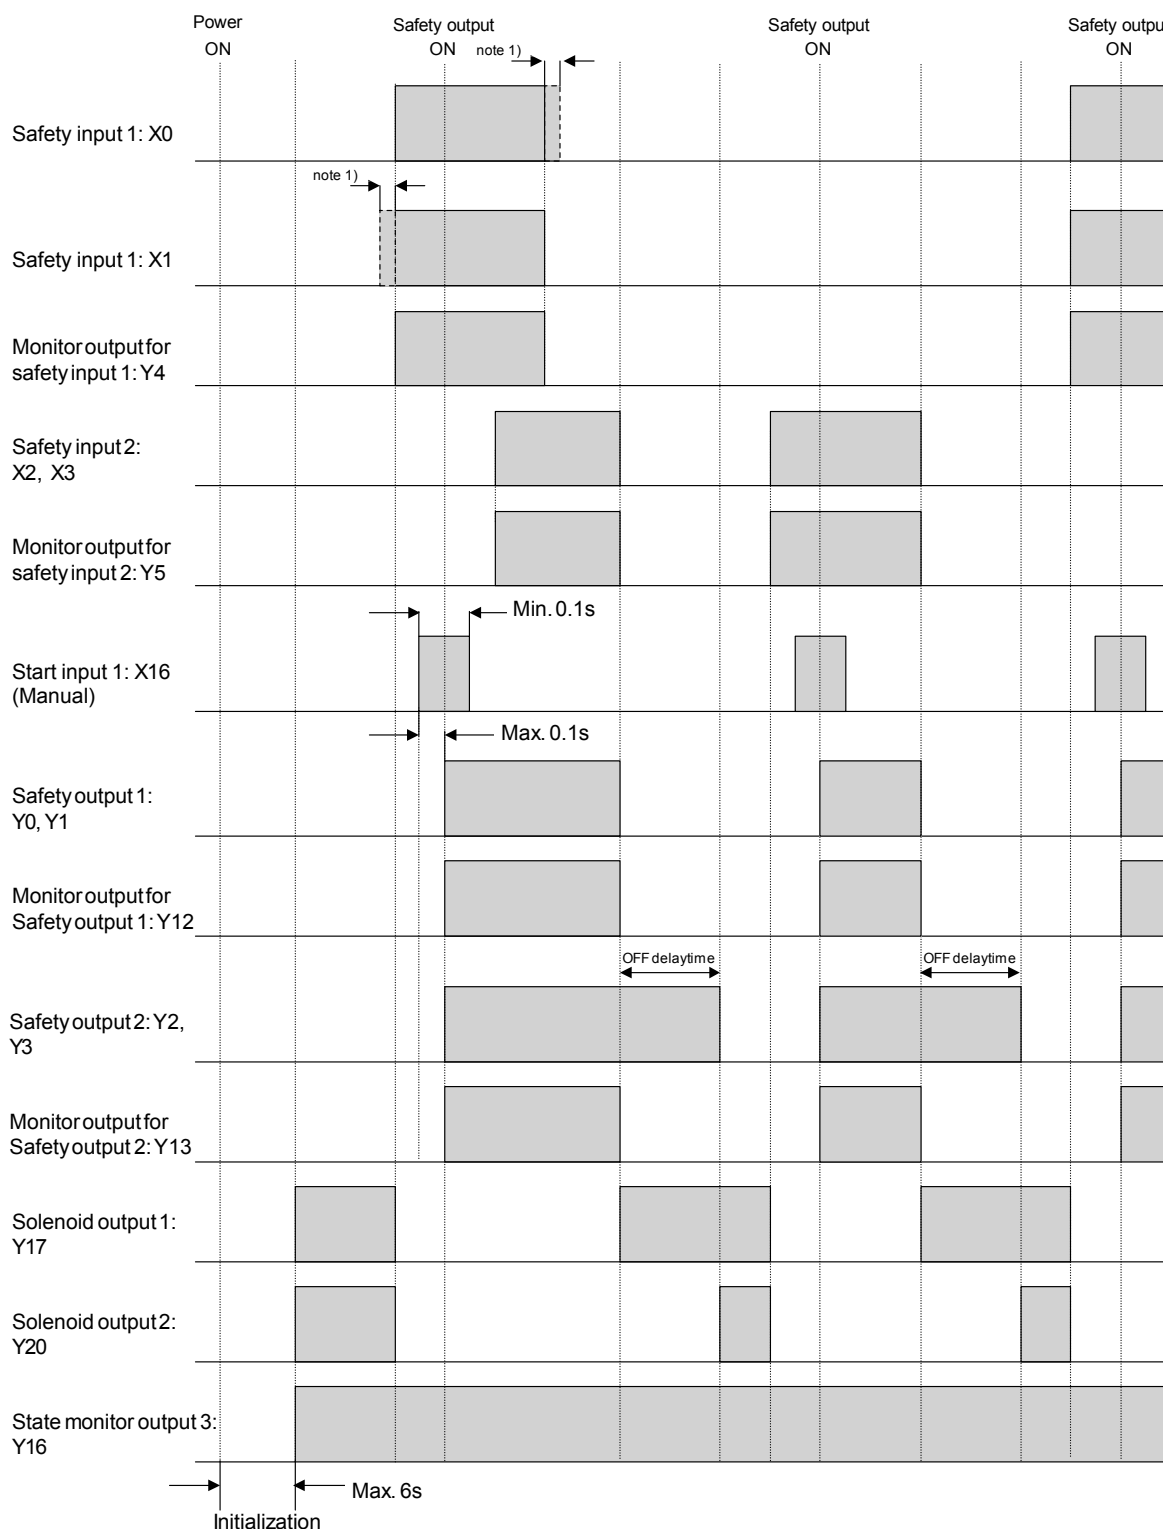 Power
ON
Safety output
ON
note 1)
Safety output
ON
Safety outpu
ON
Safety input 1: X0
note 1)
Safety input 1: X1
Monitor output for
safety input 1: Y4
Safety input 2:
X2, X3
Monitor output for
safety input 2: Y5
Min. 0.1s
Start input 1: X16
(Manual)
Max. 0.1s
Safety output 1:
Y0, Y1
Monitor output for
Safety output 1: Y12
OFF delaytime
OFF delaytime
Safety output 2: Y2,
Y3
Monitor output for
Safety output 2: Y13
Solenoid output 1:
Y17
Solenoid output 2:
Y20
State monitor output 3:
Y16
Max. 6s
Initialization